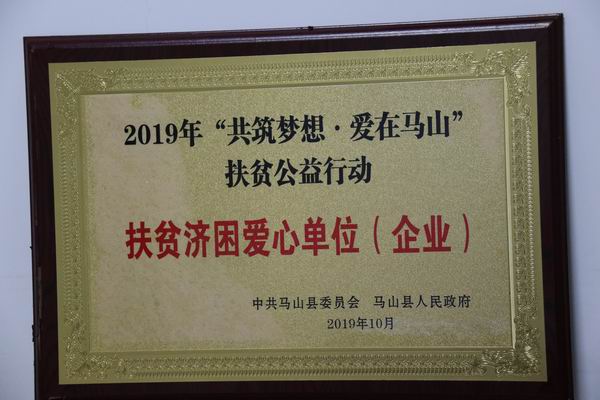 2019年“共筑梦想·爱在马山”
扶贫公益行动
扶贫济困爱心单位（企业）
中共马山县委员会 马山县人民政府
2019年10月